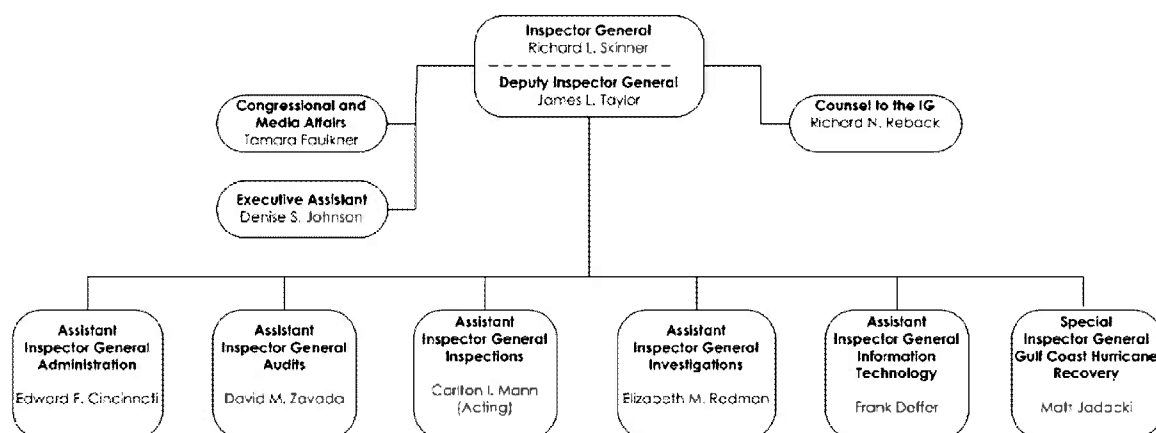 Inspector General
Richard L. Skinner
Deputy Inspector General
James L. Taylor
Congressional and
Media Affairs
Tamara Faulkner
Counsel to the IG
Richard N. Reback
Executive Assistant
Denise S. Johnson
Assistant
Inspector General
Administration
Edward F. Cincinnati
Assistant
Inspector General
Audits
David M. Zavada
Assistant
Inspector General
Inspections
Carlton I. Mann
(Acting)
Assistant
Inspector General
Investigations
Elizabeth M. Redman
Assistant
Inspector General
Information
Technology
Frank Deffer
Special
Inspector General
Gulf Coast Hurricane
Recovery
Matt Jadacki